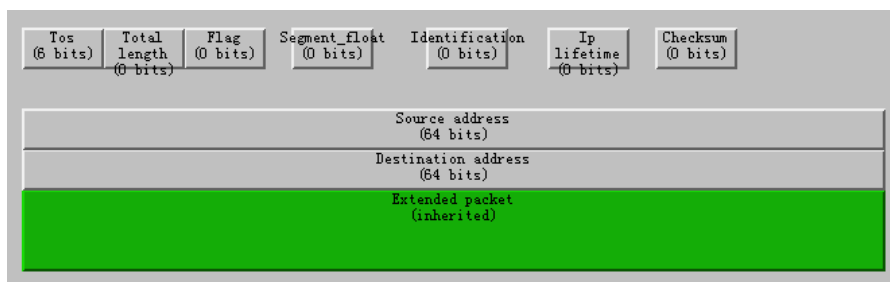 Tos
(6 bits)
Total
length
(0 bits)
Flag
(0 bits)
Segment_float
(0 bits)
Identification
(0 bits)
Ip
lifetime
(0 bits)
Checksum
(0 bits)
Source address
(64 bits)
Destination address
(64 bits)
Extended packet
(inherited)